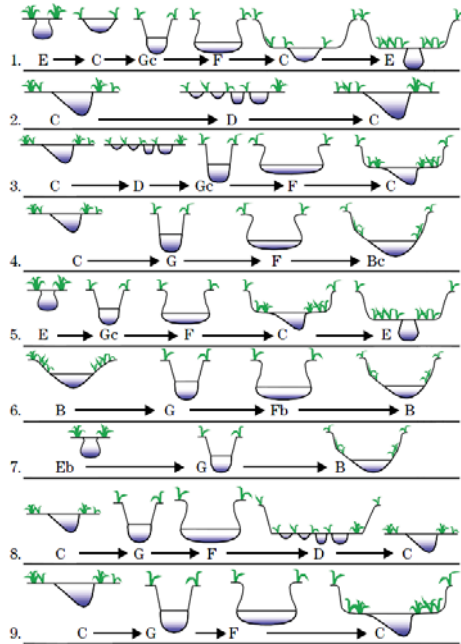 1. E C Gc F C E
2. C D C
3. C D Gc F C
4. C G F Bc
5. E Gc F C E
6. B G Fb B
7. Eb G B
8. C G F D C
9. C G F C